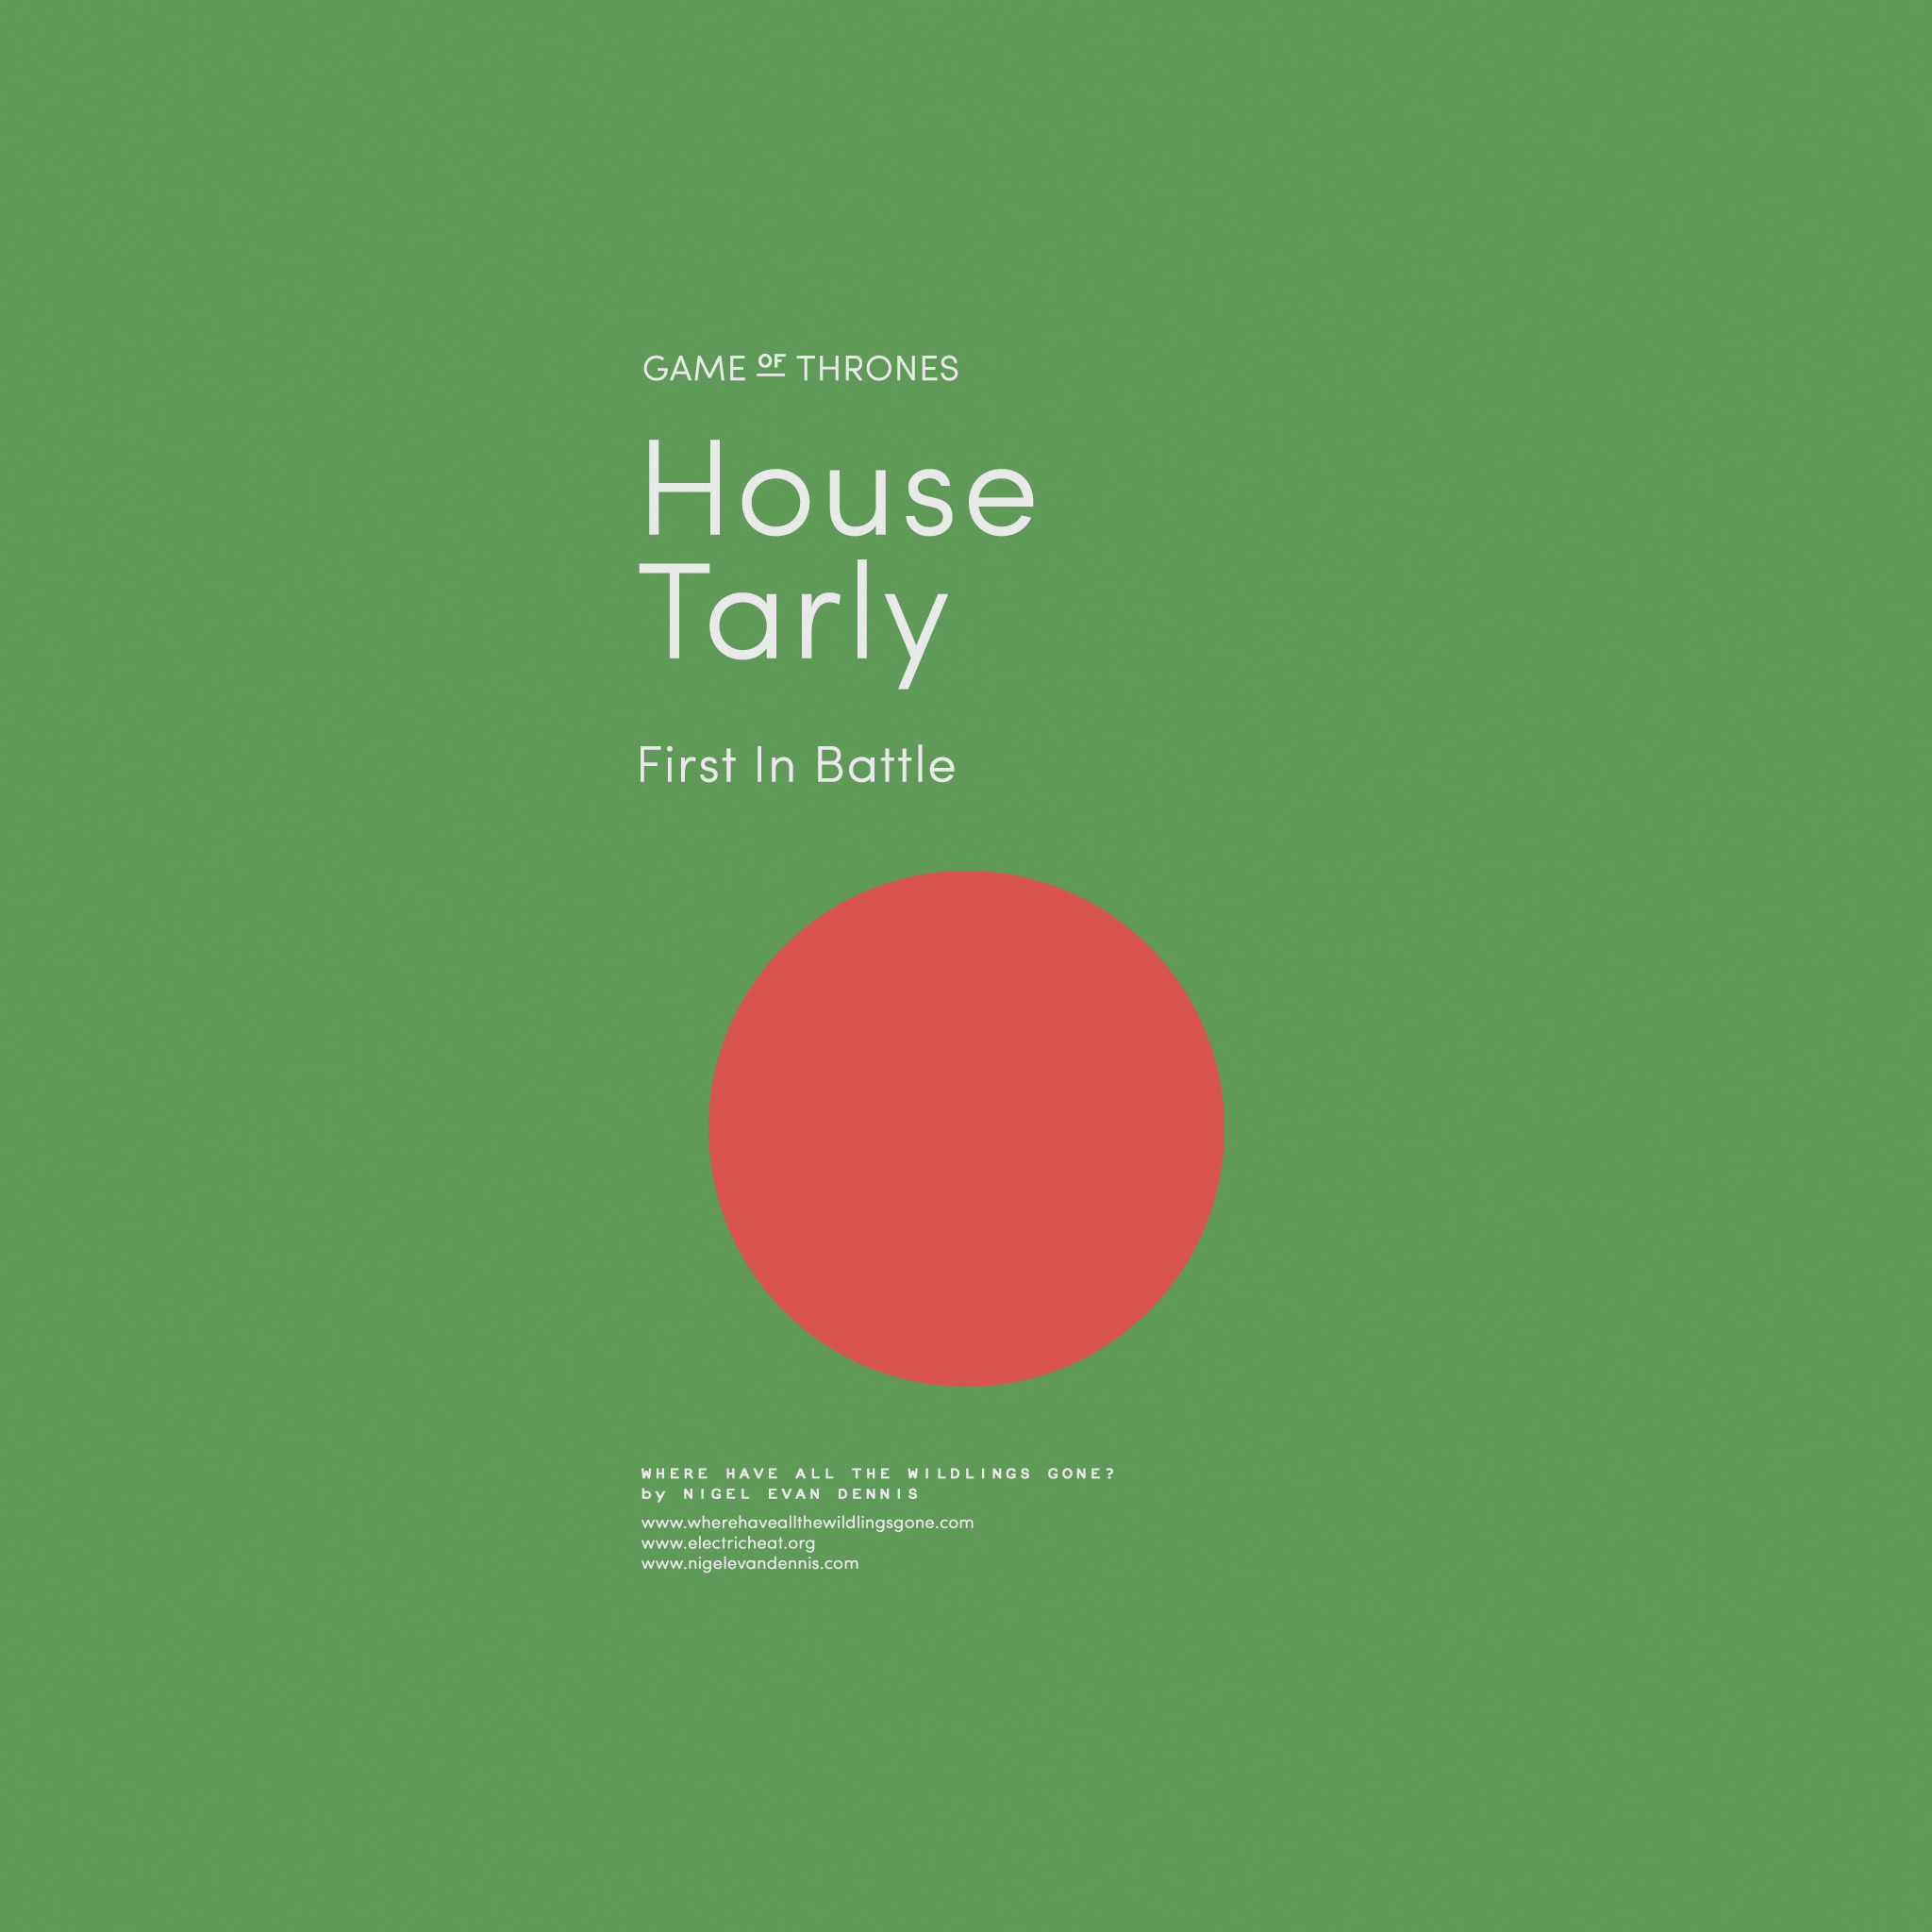 GAME OF THRONES
House
Tarly
First In Battle
WHERE HAVE ALL THE WILDLINGS GONE?
by NIGEL EVAN DENNIS
www.wherehaveallthewildlingsgone.com
www.electricheat.org
www.nigelevandennis.com